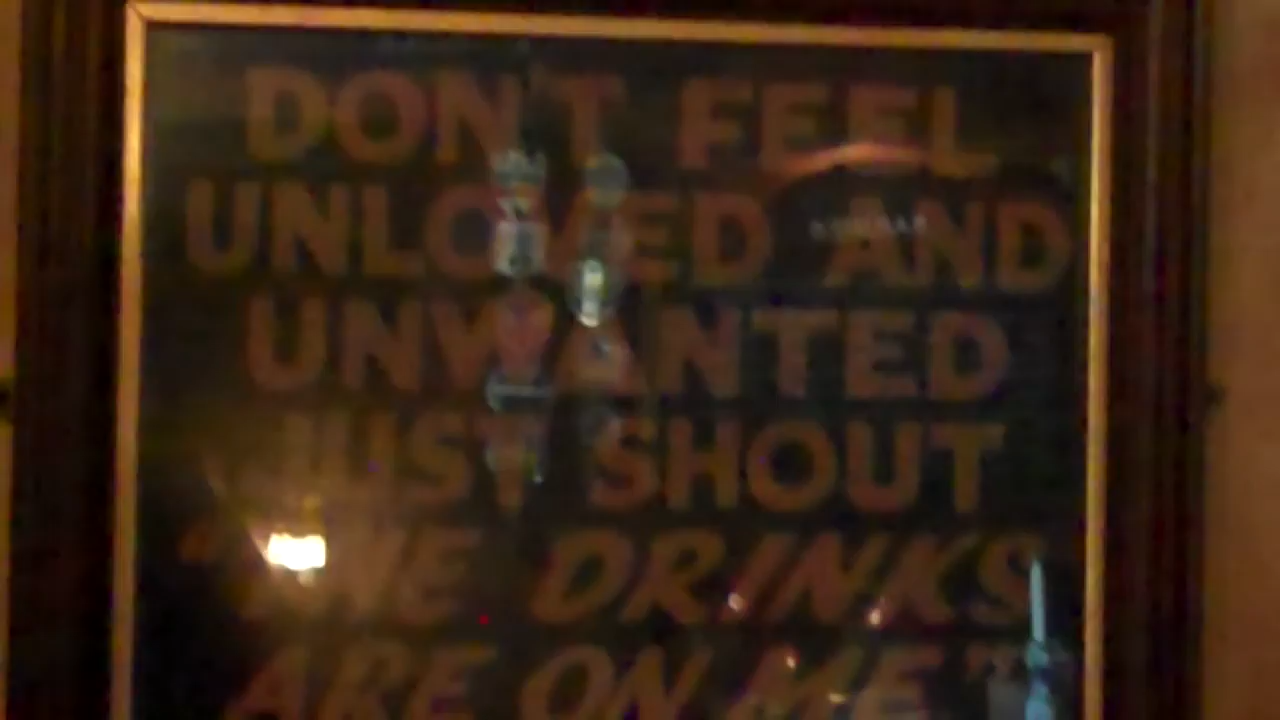 DON'T FEEL
UNLOVED AND
UNWANTED
JUST SHOUT
"THE DRINKS
ARE ON ME"